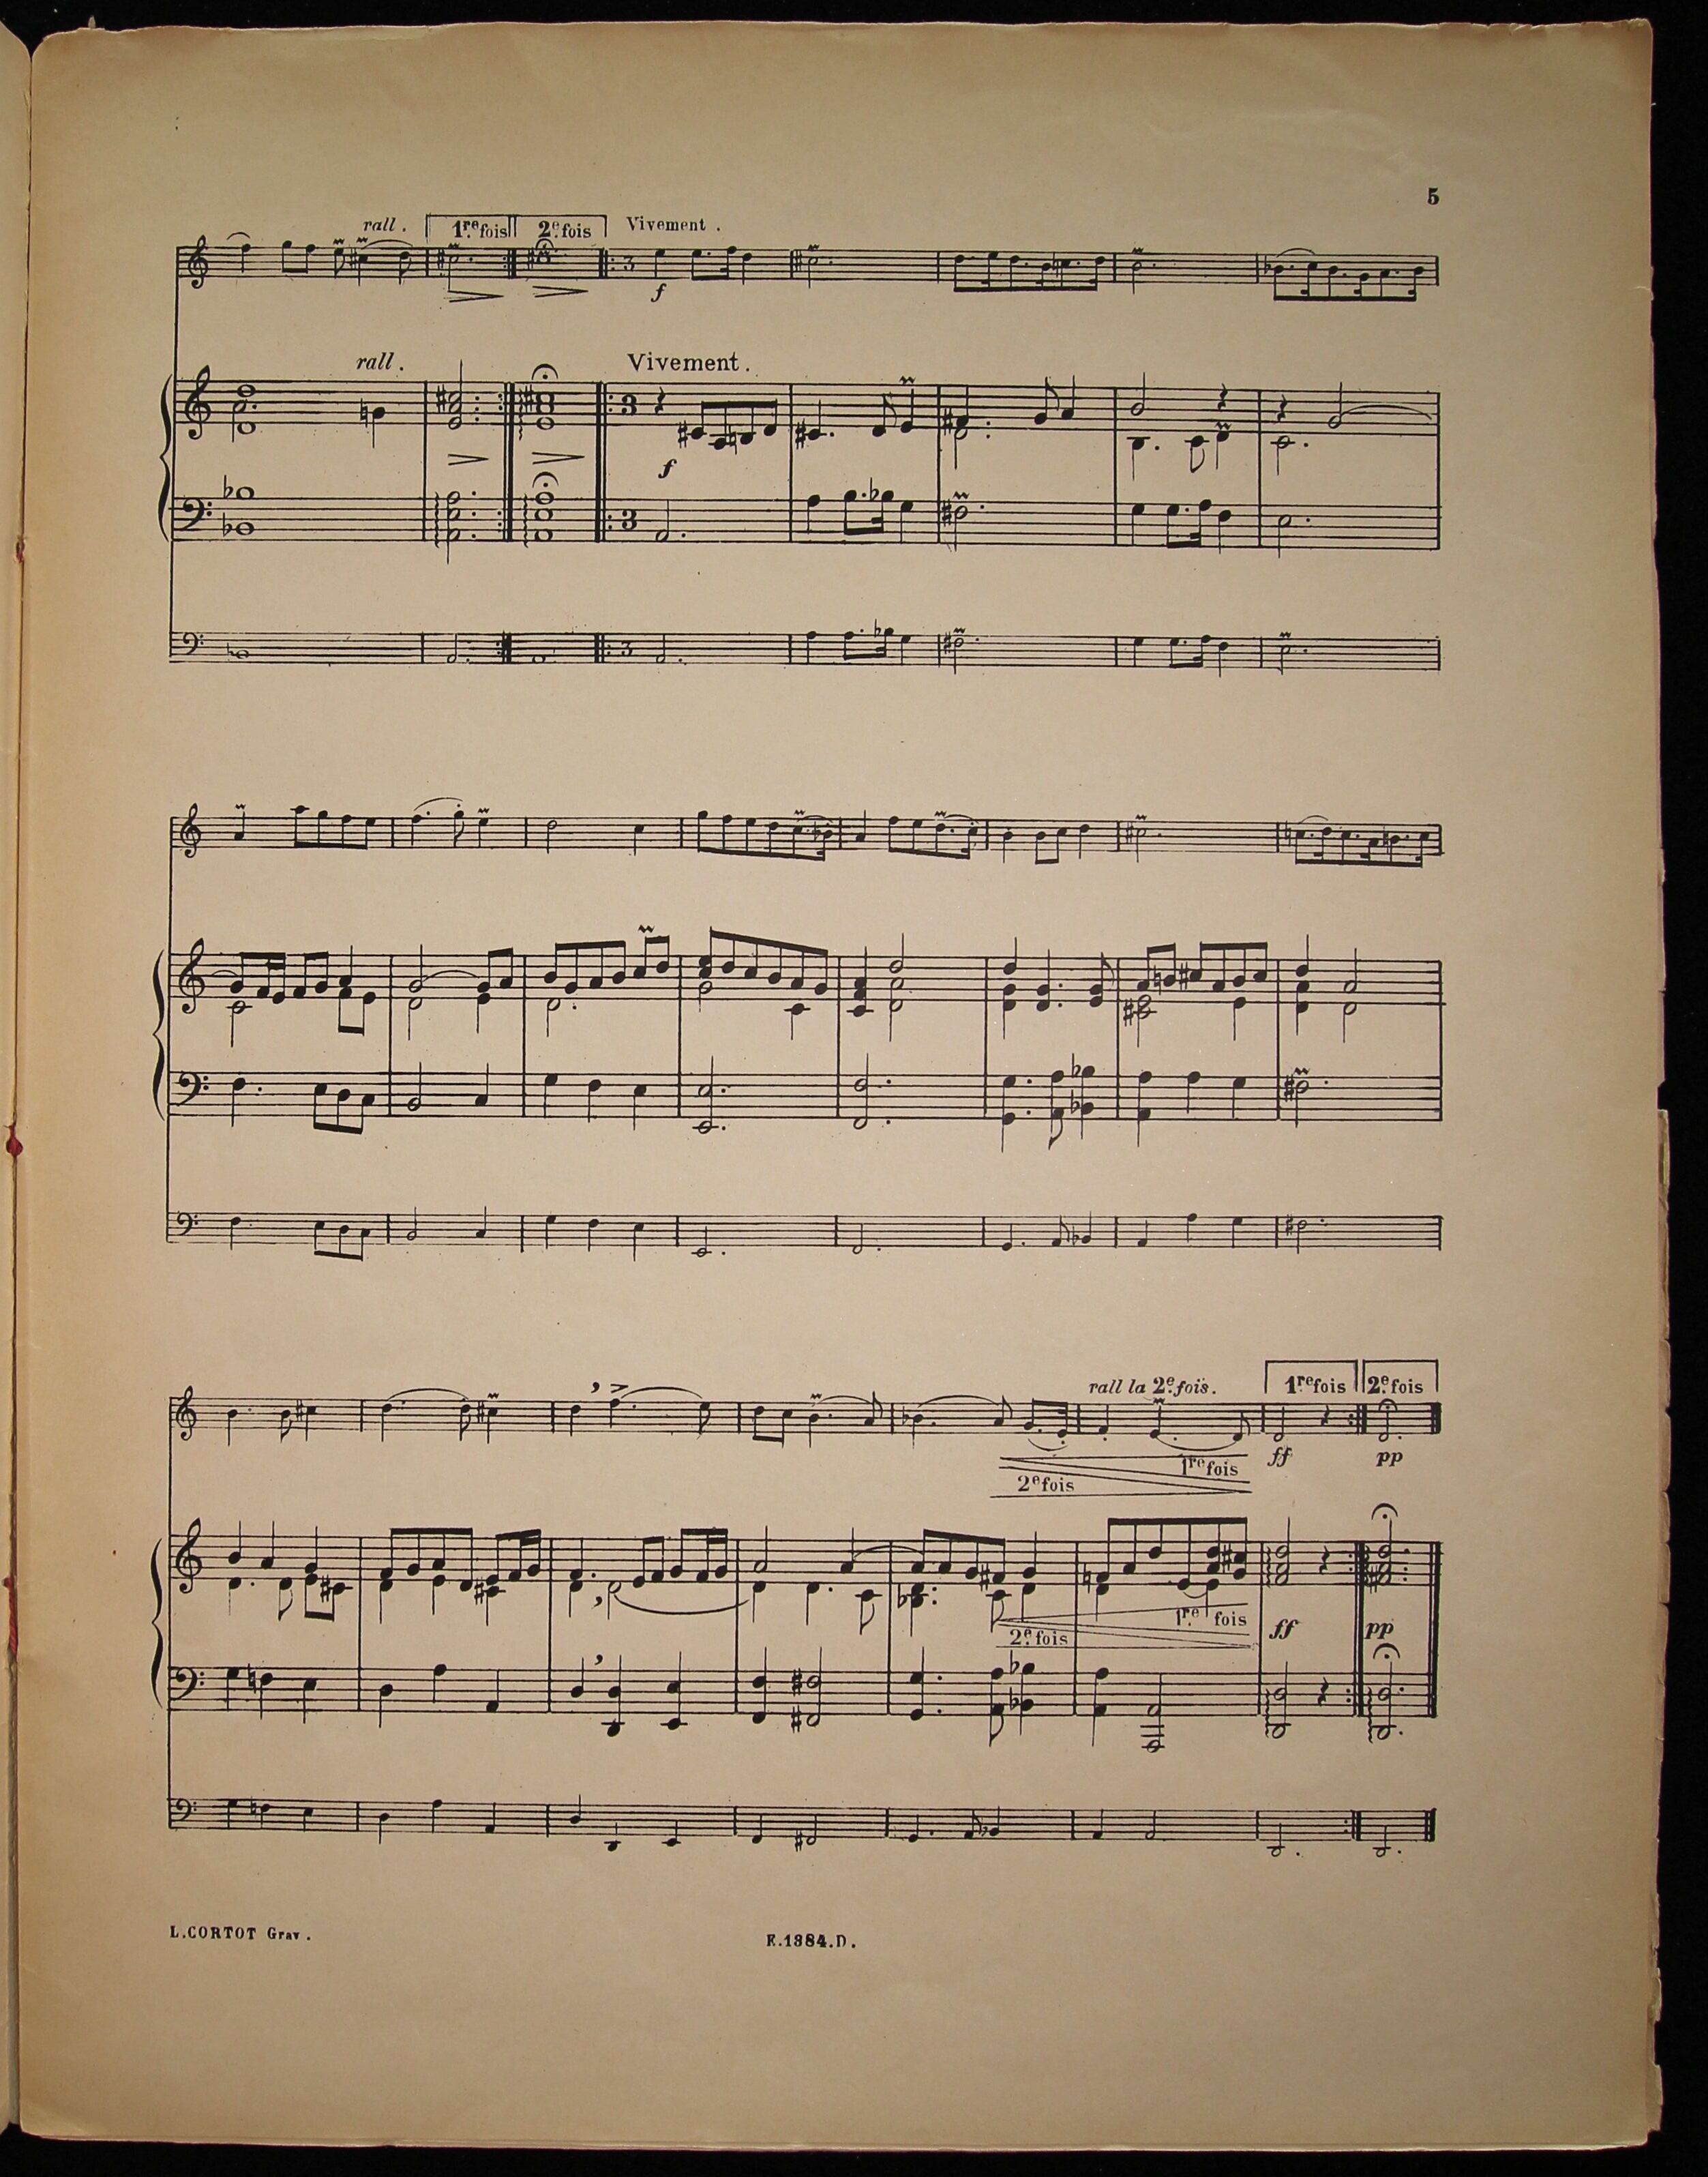 5
rall. 1re fois 2e fois Vivement.
3
f
rall. Vivement.
3
f
3
3
rall la 2e fois. 1re fois 2e fois
1re fois ff pp
2e fois
1re fois ff pp
2e fois
L.CORTOT Grav.
E.1384.D.